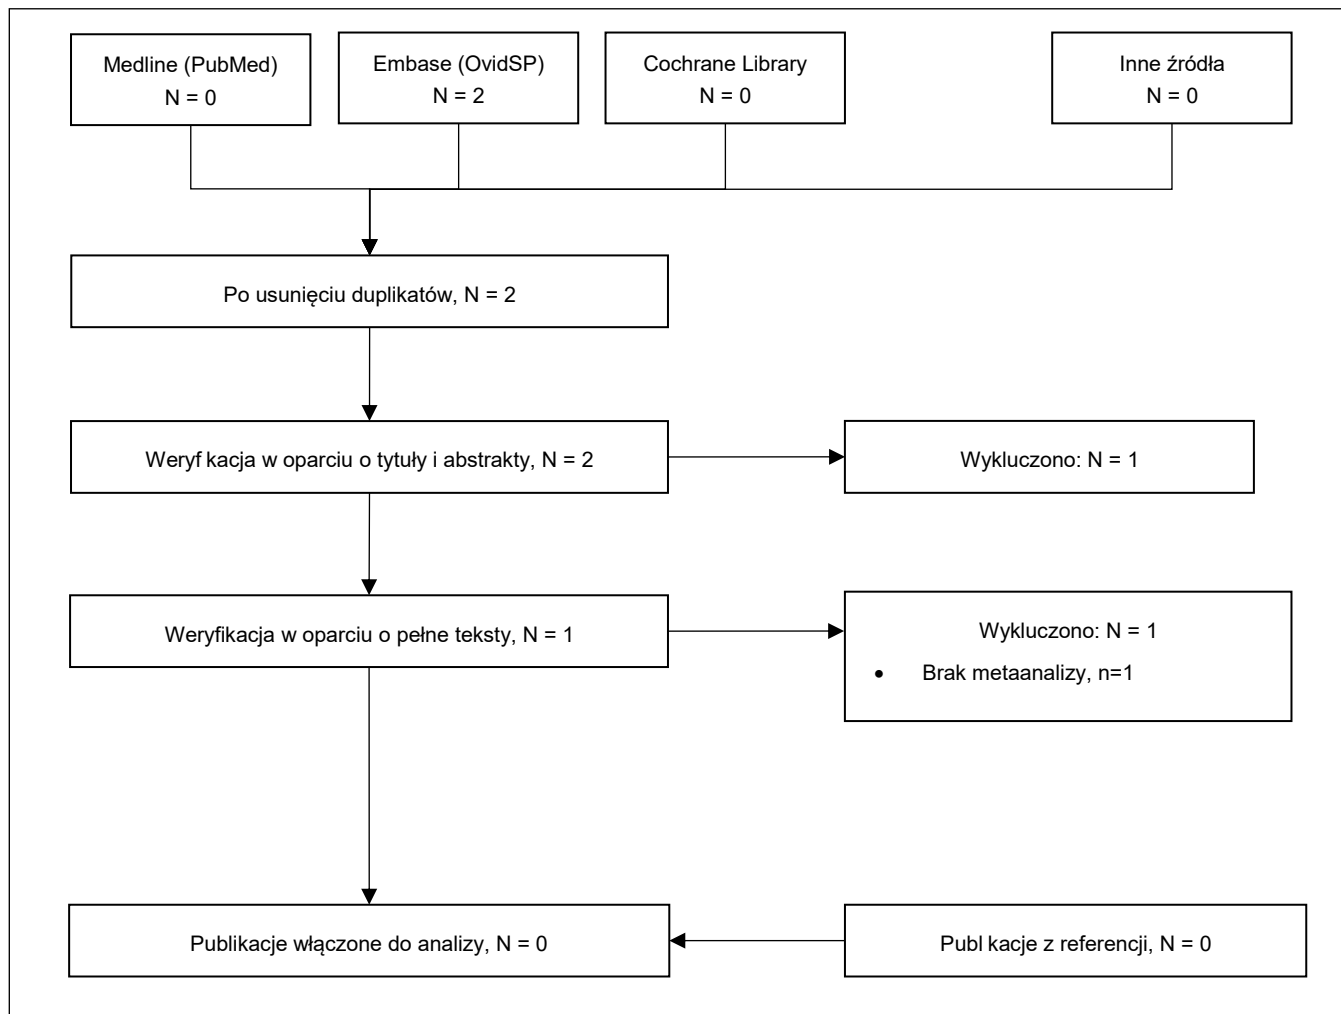 Medline (PubMed)
N = 0
Embase (OvidSP)
N = 2
Cochrane Library
N = 0
Inne źródła
N = 0
Po usunięciu duplikatów, N = 2
Weryf kacja w oparciu o tytuły i abstrakty, N = 2
Wykluczono: N = 1
Weryfikacja w oparciu o pełne teksty, N = 1
Wykluczono: N = 1
• Brak metaanalizy, n=1
Publikacje włączone do analizy, N = 0
Publ kacje z referencji, N = 0